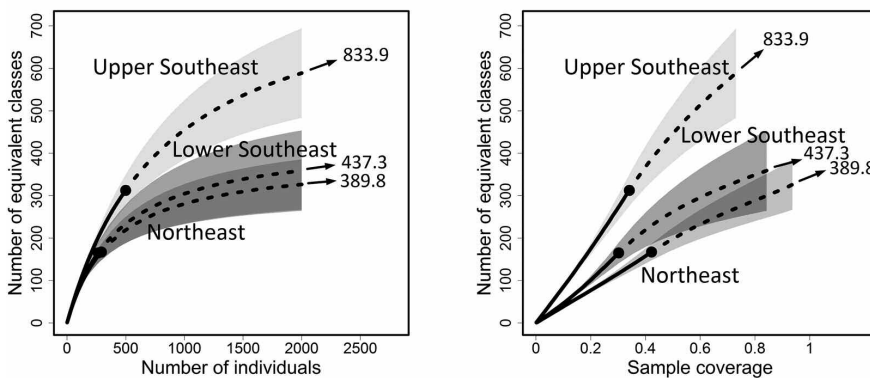 Number of equivalent classes
700
600
500
400
300
200
100
0
Upper Southeast
833.9
Lower Southeast
437.3
389.8
Northeast
0 500 1000 1500 2000 2500
Number of individuals
Number of equivalent classes
700
600
500
400
300
200
100
0
Upper Southeast
833.9
Lower Southeast
437.3
389.8
Northeast
0 0.2 0.4 0.6 0.8 1
Sample coverage